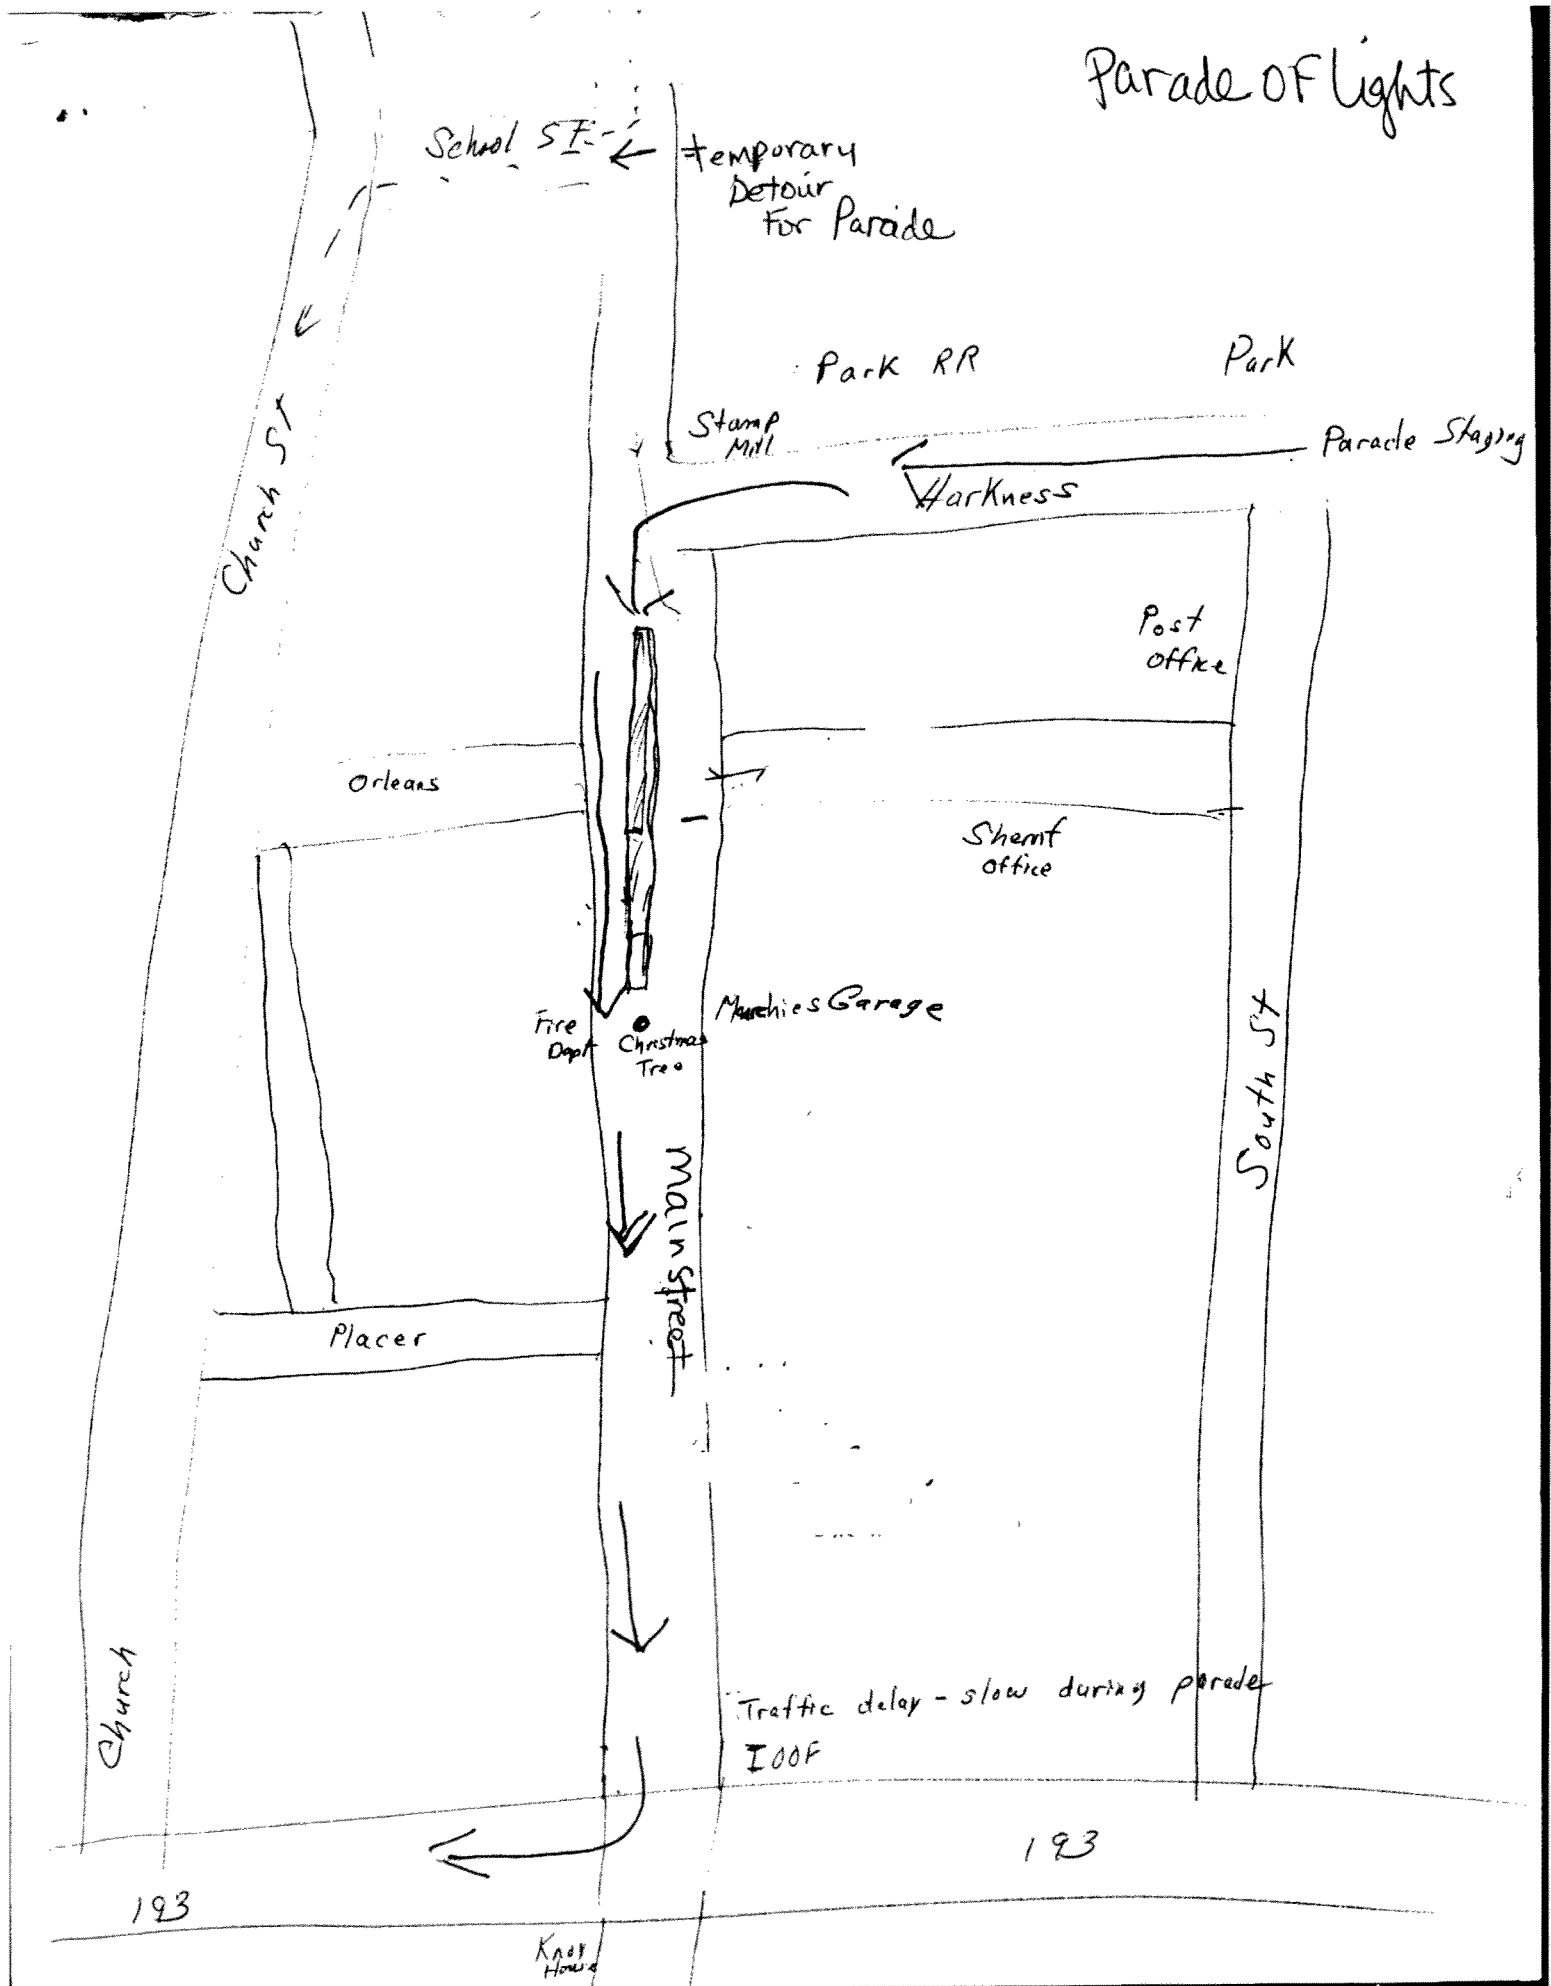 Parade OF Lights
School St
temporary
Detour
For Parade
Park RR
Park
Stamp
Mill
Parade Staging
Harkness
Church St
Post
office
Orleans
Sheriff
office
Garage
Fire
Dept
Christmas
Tree
South St
Main Street
Placer
Church
Traffic delay - slow during parade
IOOF
193
193
Knox
House